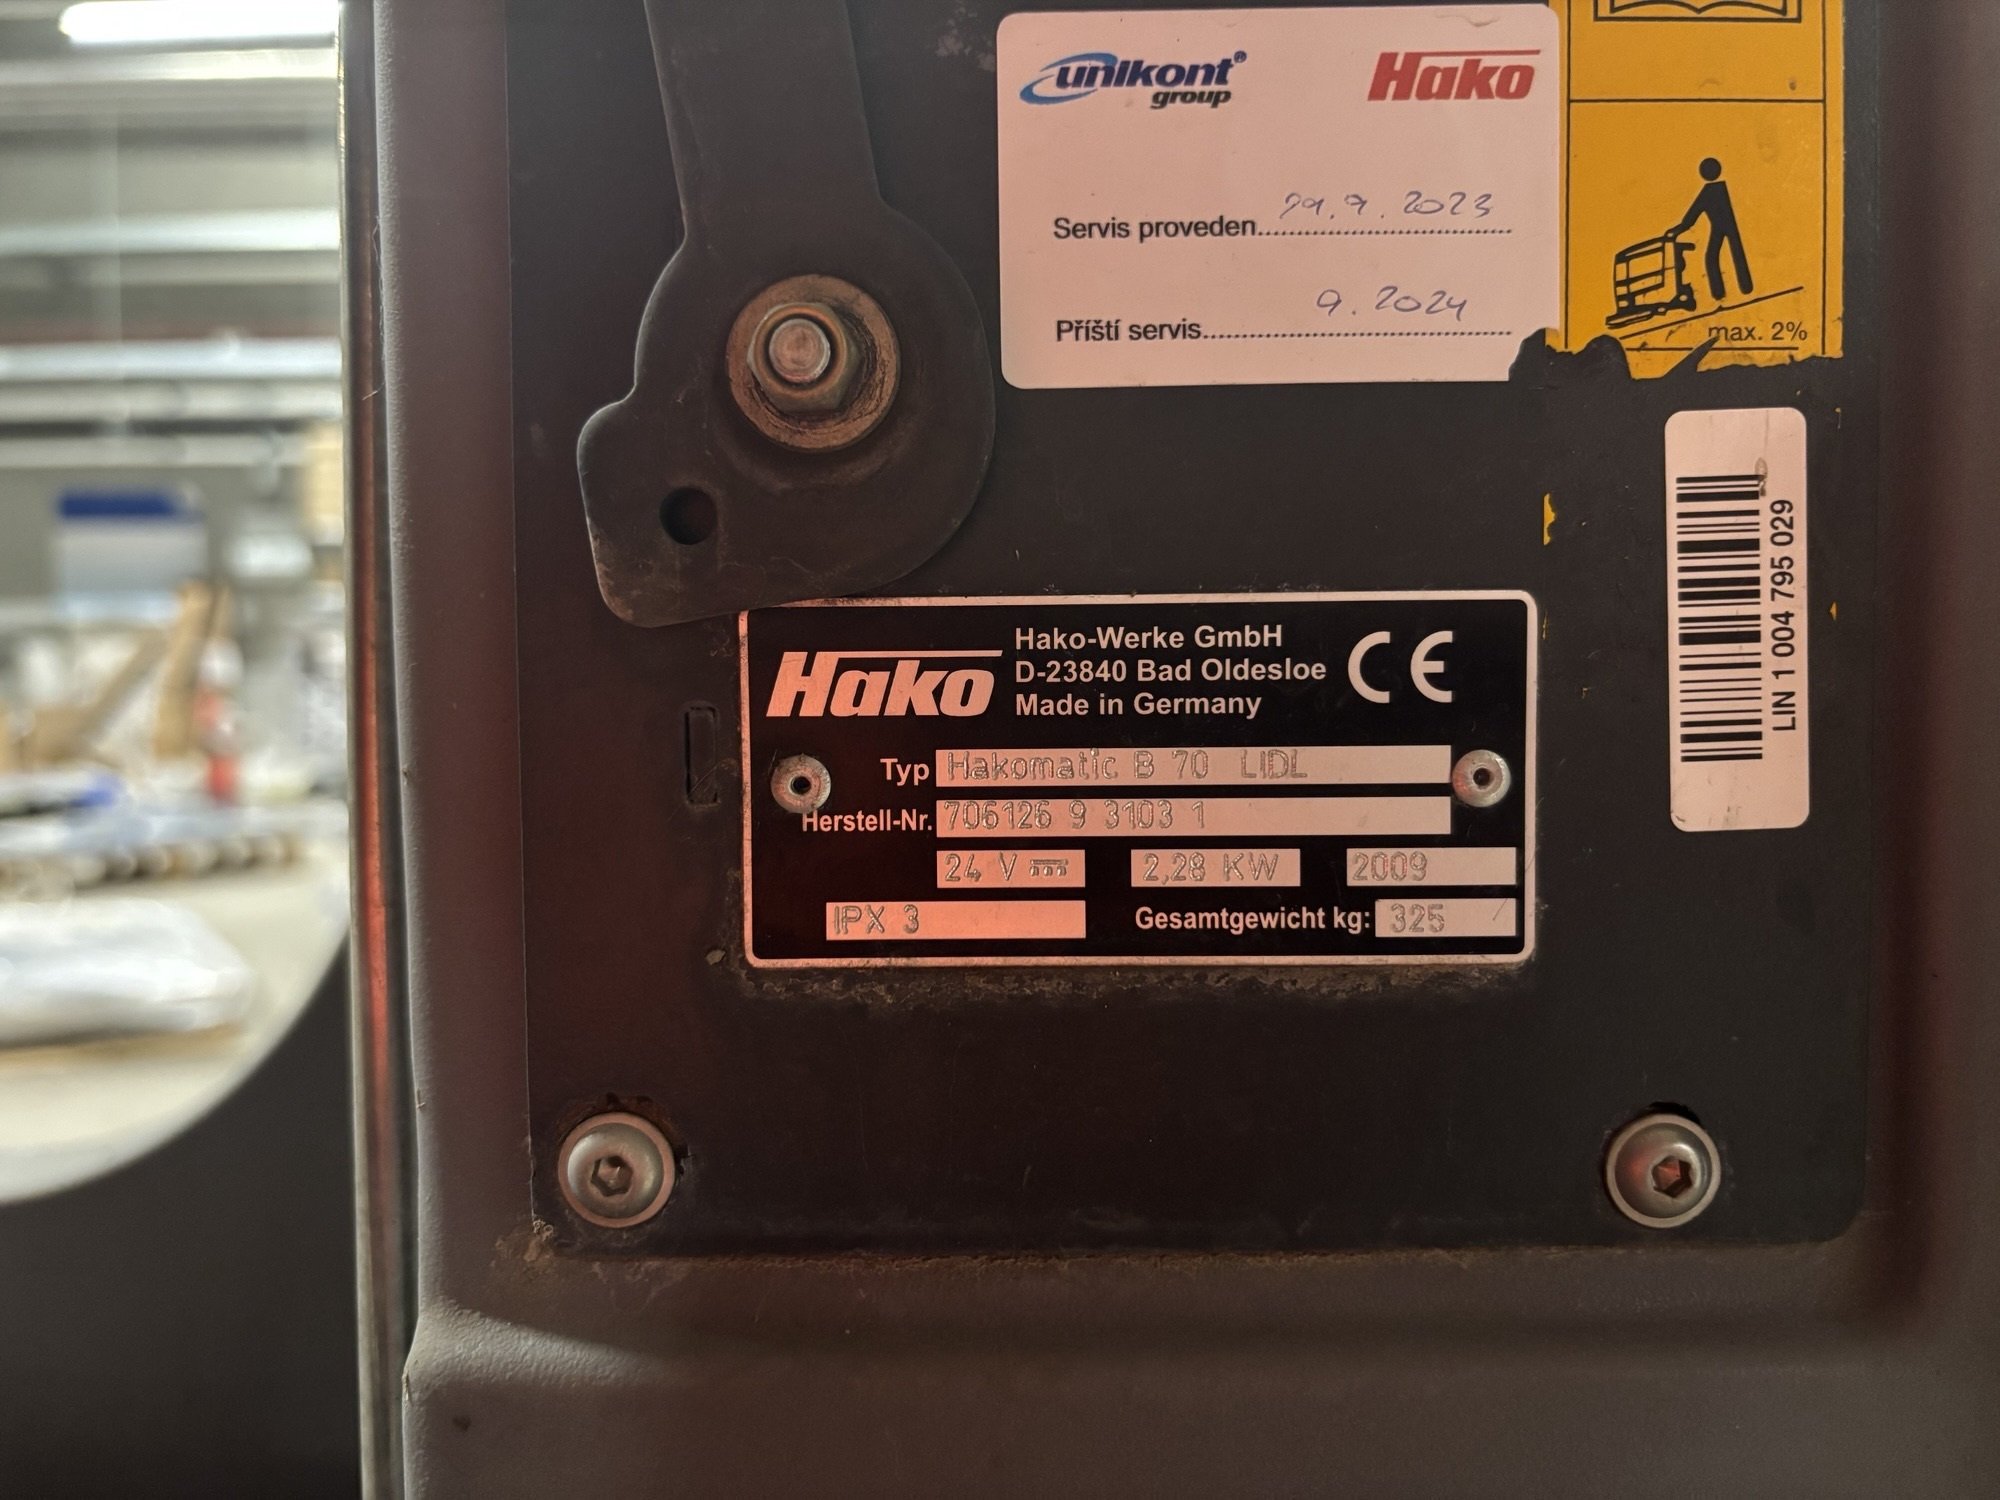 unikont®
group
Hako
Servis proveden 29.9.2023
Příští servis 9.2024
max. 2%
LIN 1 004 795 029
Hako
Hako-Werke GmbH
D-23840 Bad Oldesloe
Made in Germany
CE
Typ Hakomatic B 70 LIDL
Herstell-Nr. 706126 9 3103 1
24 V 2,28 KW 2009
IPX 3 Gesamtgewicht kg: 325